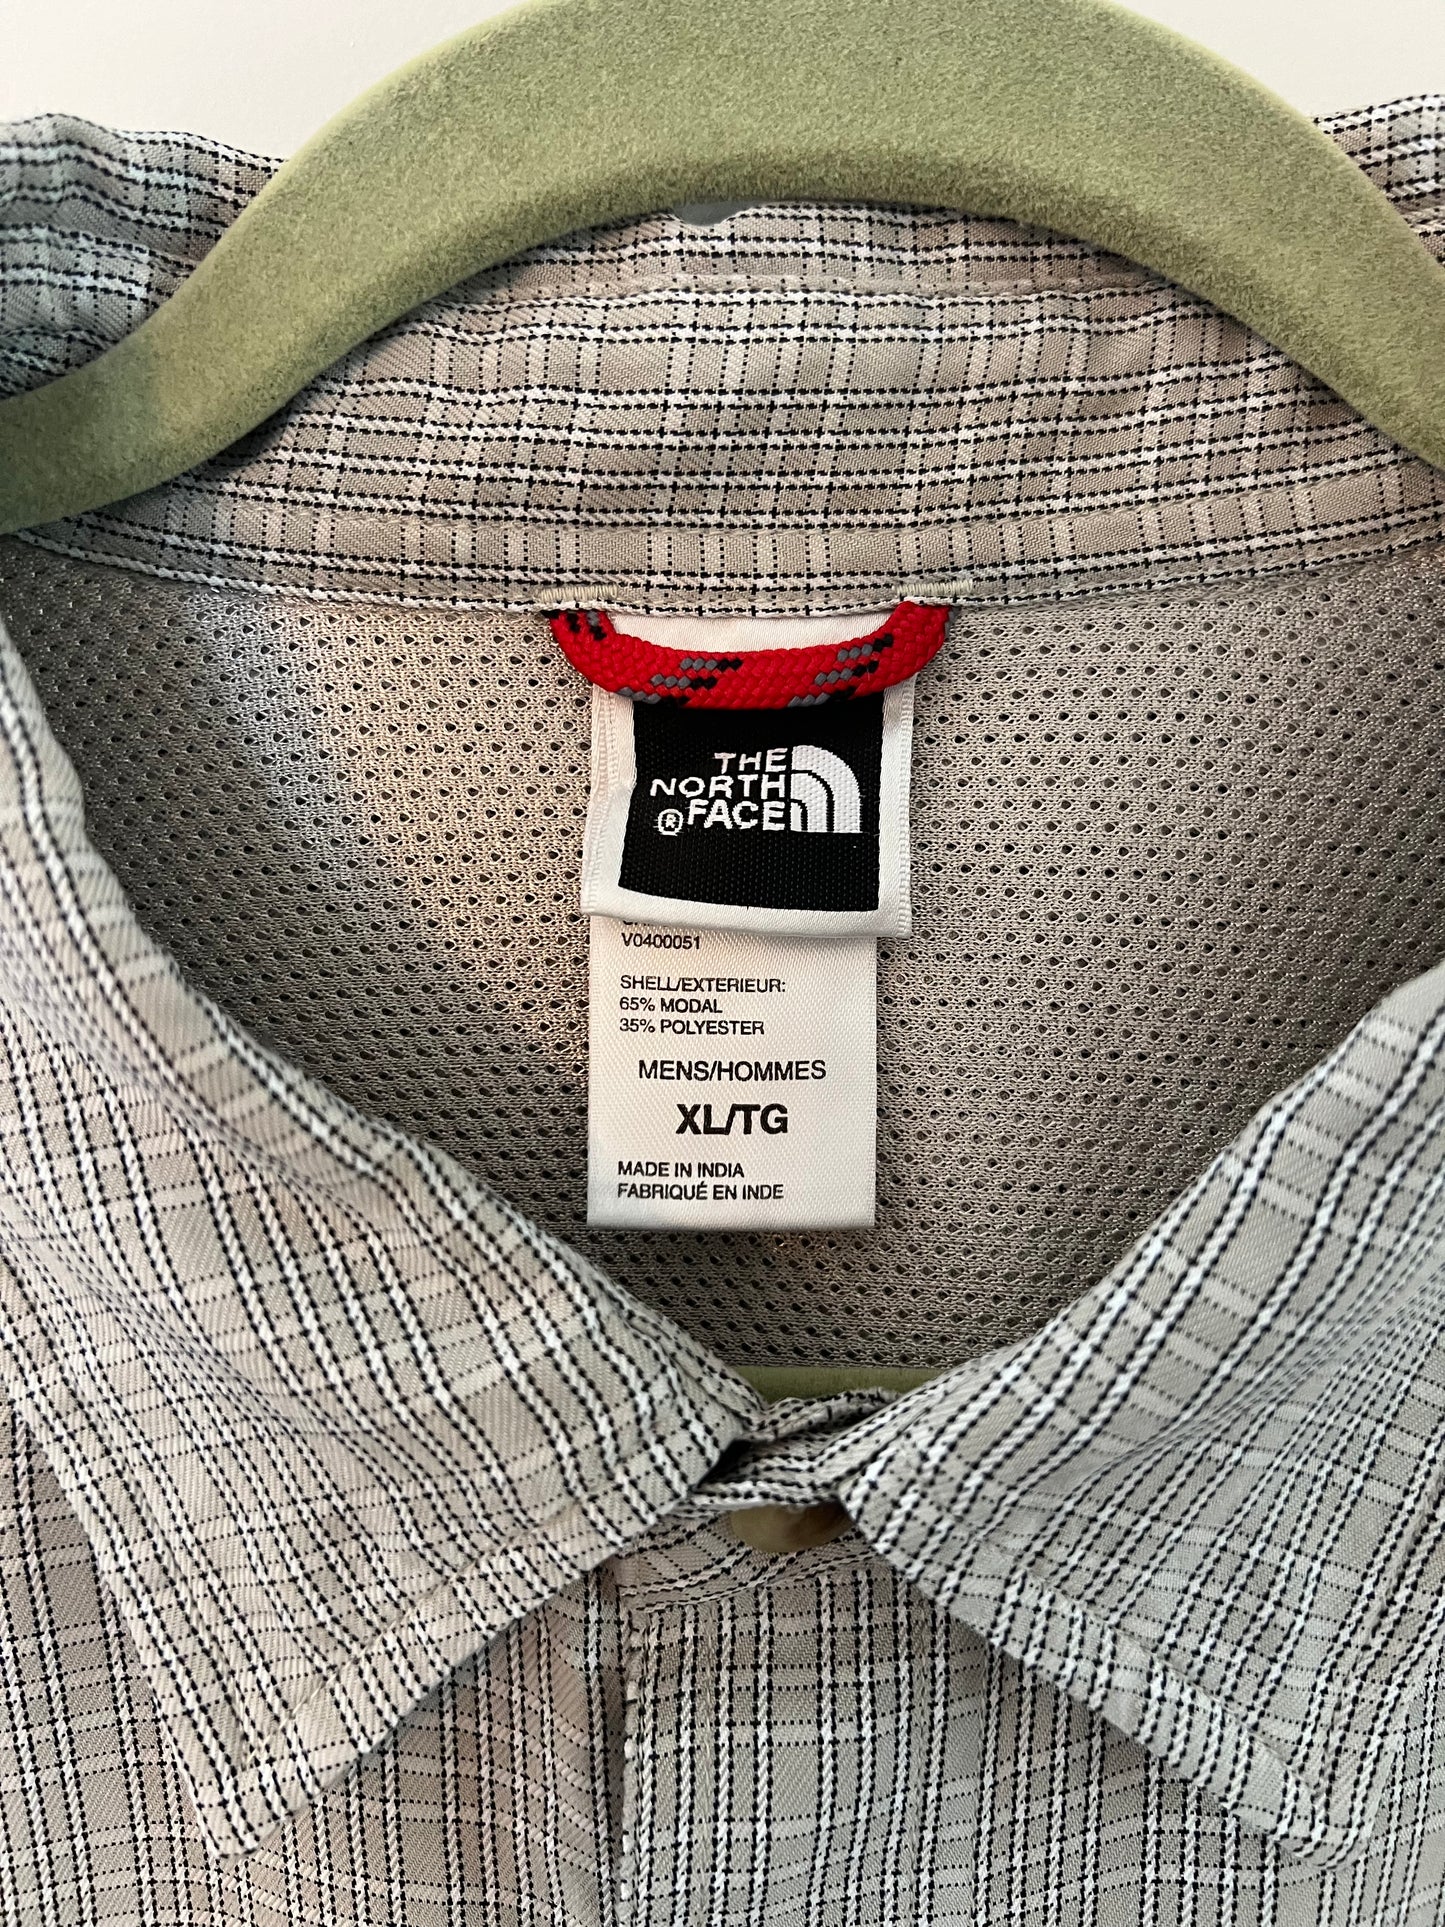 THE
NORTH
® FACE
V0400051
SHELL/EXTERIEUR:
65% MODAL
35% POLYESTER
MENS/HOMMES
XL/TG
MADE IN INDIA
FABRIQUÉ EN INDE